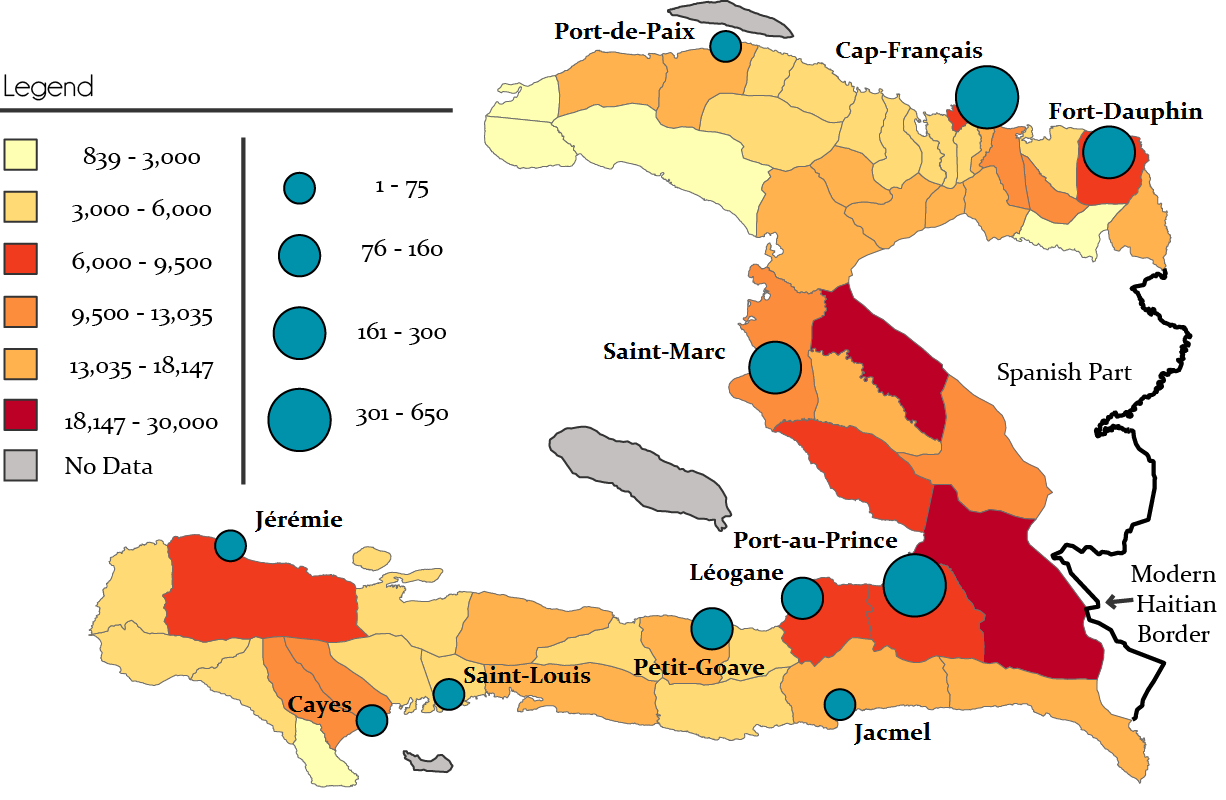 Port-de-Paix
Cap-Français
Fort-Dauphin
Legend
839 - 3,000
3,000 - 6,000
6,000 - 9,500
9,500 - 13,035
13,035 - 18,147
18,147 - 30,000
No Data
1 - 75
76 - 160
161 - 300
301 - 650
Saint-Marc
Spanish Part
Jérémie
Port-au-Prince
Léogane
Modern
Haitian
Border
Petit-Goave
Saint-Louis
Cayes
Jacmel